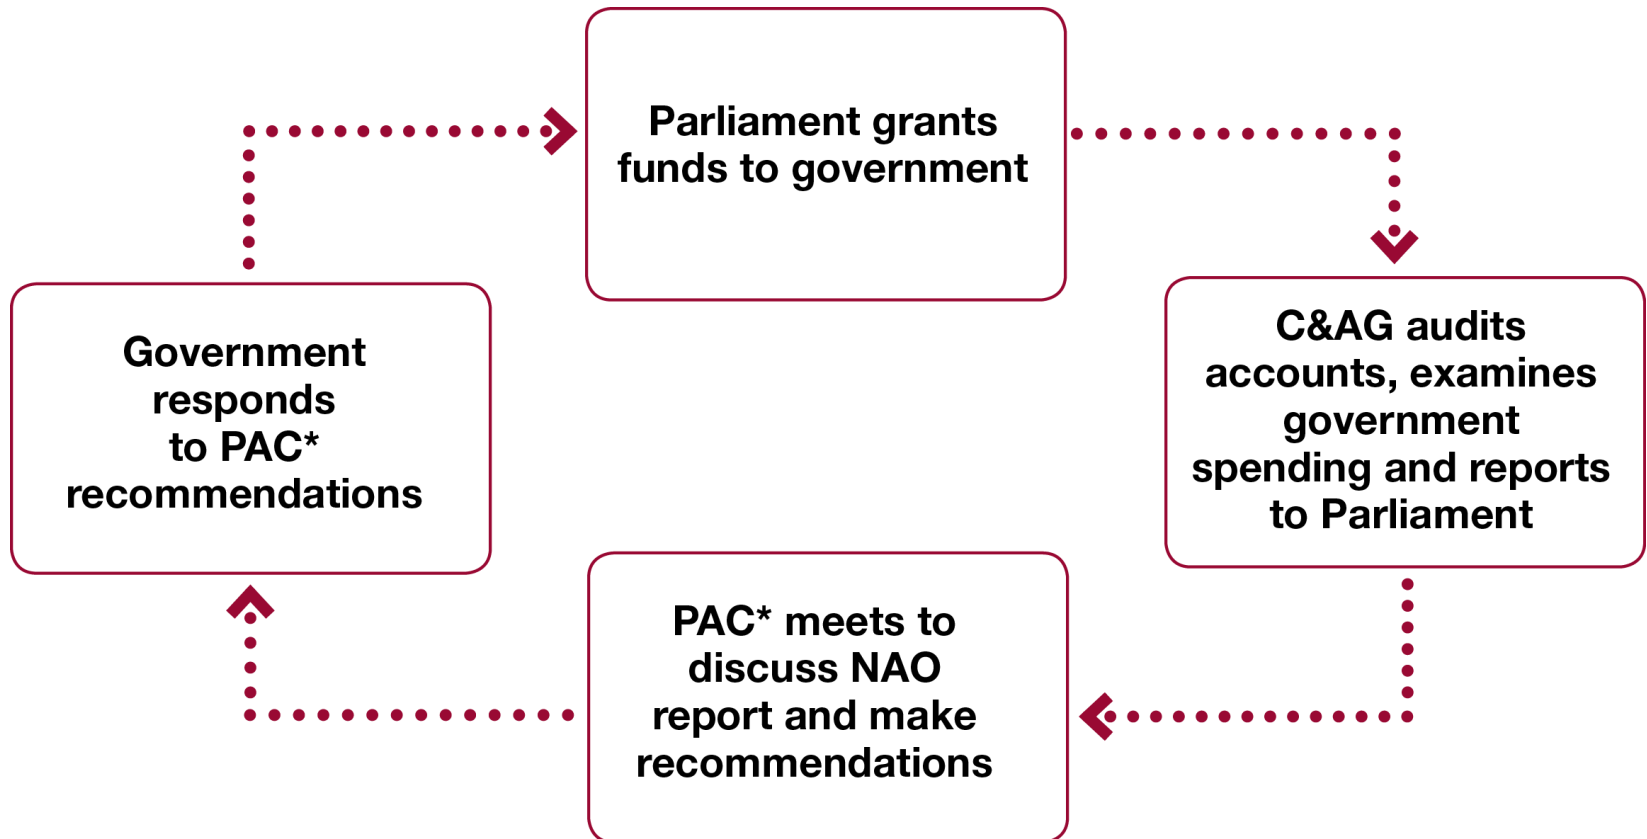 Parliament grants
funds to government
C&AG audits
accounts, examines
government
spending and reports
to Parliament
PAC* meets to
discuss NAO
report and make
recommendations
Government
responds
to PAC*
recommendations